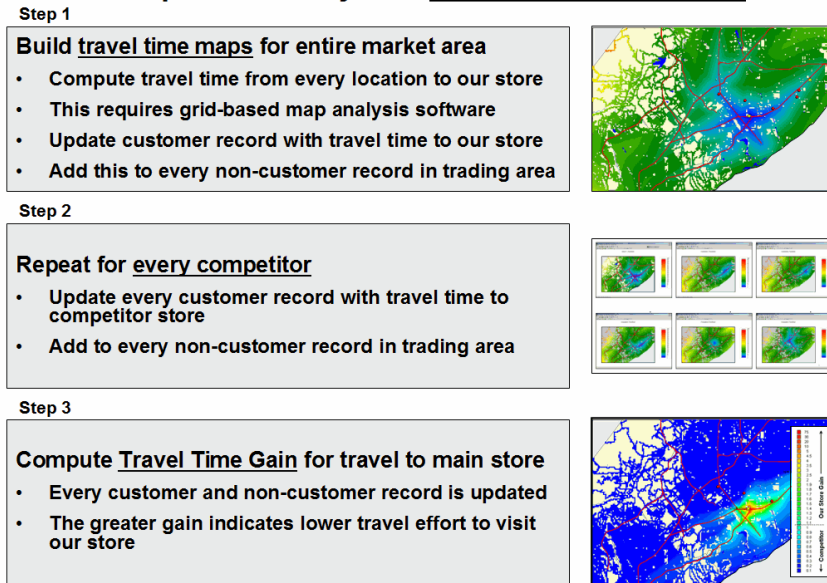 Step 1
Build travel time maps for entire market area
• Compute travel time from every location to our store
• This requires grid-based map analysis software
• Update customer record with travel time to our store
• Add this to every non-customer record in trading area
Step 2
Repeat for every competitor
• Update every customer record with travel time to
competitor store
• Add to every non-customer record in trading area
Step 3
Compute Travel Time Gain for travel to main store
• Every customer and non-customer record is updated
• The greater gain indicates lower travel effort to visit
our store
Our Store Gain
Competitor